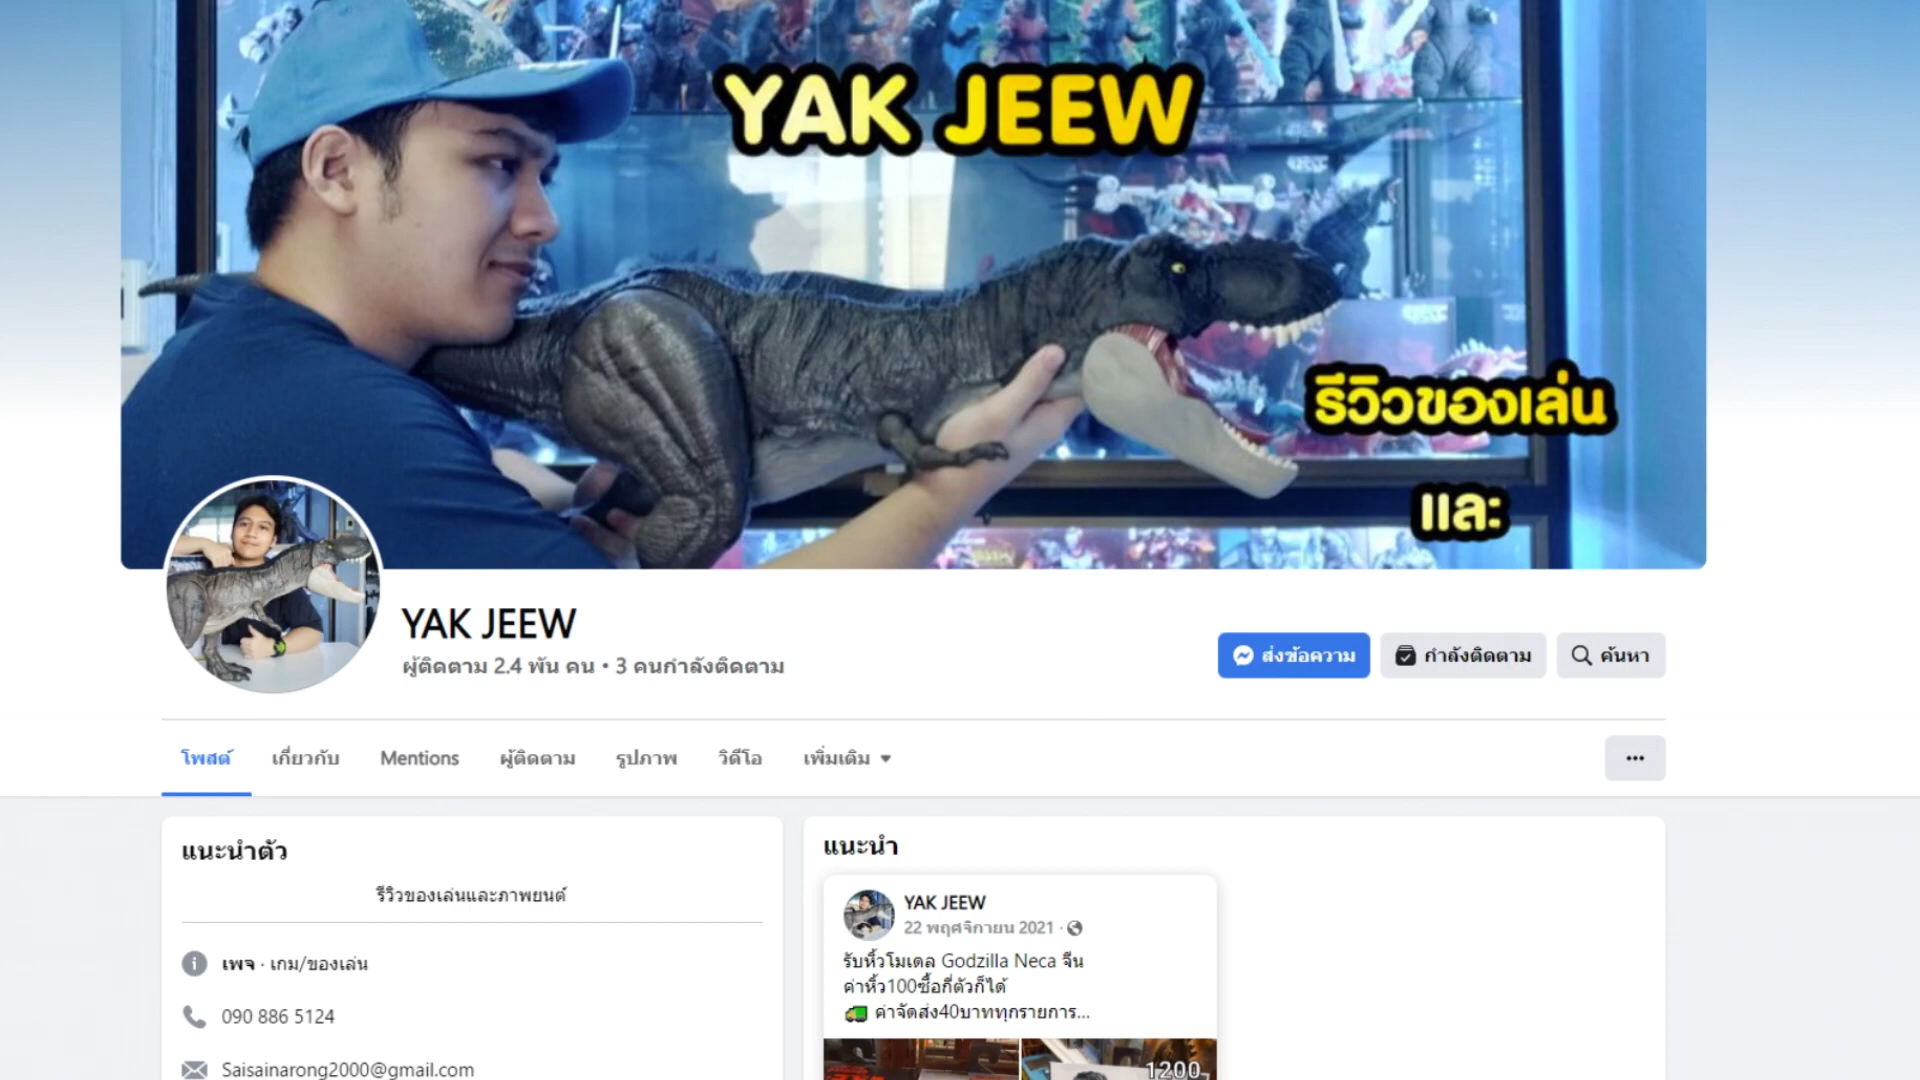 YAK JEEW
รีวิวของเล่น
และ
YAK JEEW
ผู้ติดตาม 2.4 พัน คน • 3 คนกำลังติดตาม
ส่งข้อความ
กำลังติดตาม
ค้นหา
โพสต์
เกี่ยวกับ
Mentions
ผู้ติดตาม
รูปภาพ
วิดีโอ
เพิ่มเติม
แนะนำตัว
รีวิวของเล่นและภาพยนต์
เพจ · เกม/ของเล่น
090 886 5124
Saisainarong2000@gmail.com
แนะนำ
YAK JEEW
22 พฤศจิกายน 2021 ·
รับหิ้วโมเดล Godzilla Neca จีน
ค่าหิ้ว100ซื้อกี่ตัวก็ได้
ค่าจัดส่ง40บาททุกรายการ...
1200